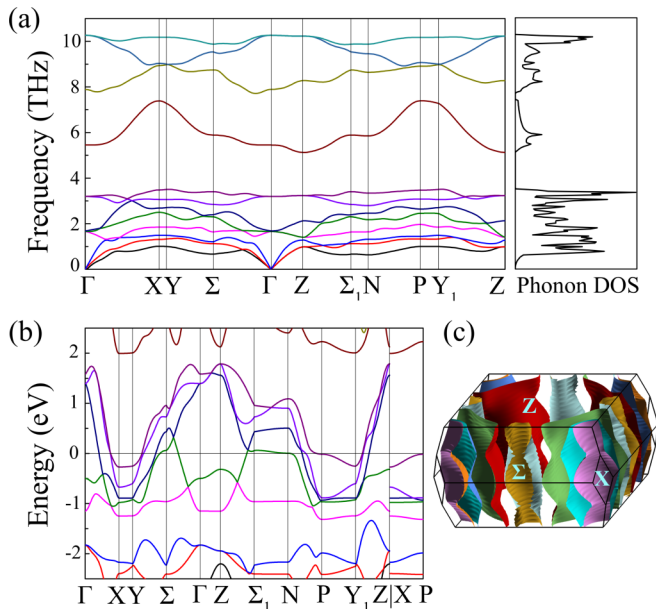 (a)
Frequency (THz)
10
8
6
4
2
0
Γ X Y Σ Γ Z Σ₁ N P Y₁ Z
Phonon DOS
(b)
Energy (eV)
2
1
0
-1
-2
Γ X Y Σ Γ Z Σ₁ N P Y₁ Z|X P
(c)
Z
Σ
X